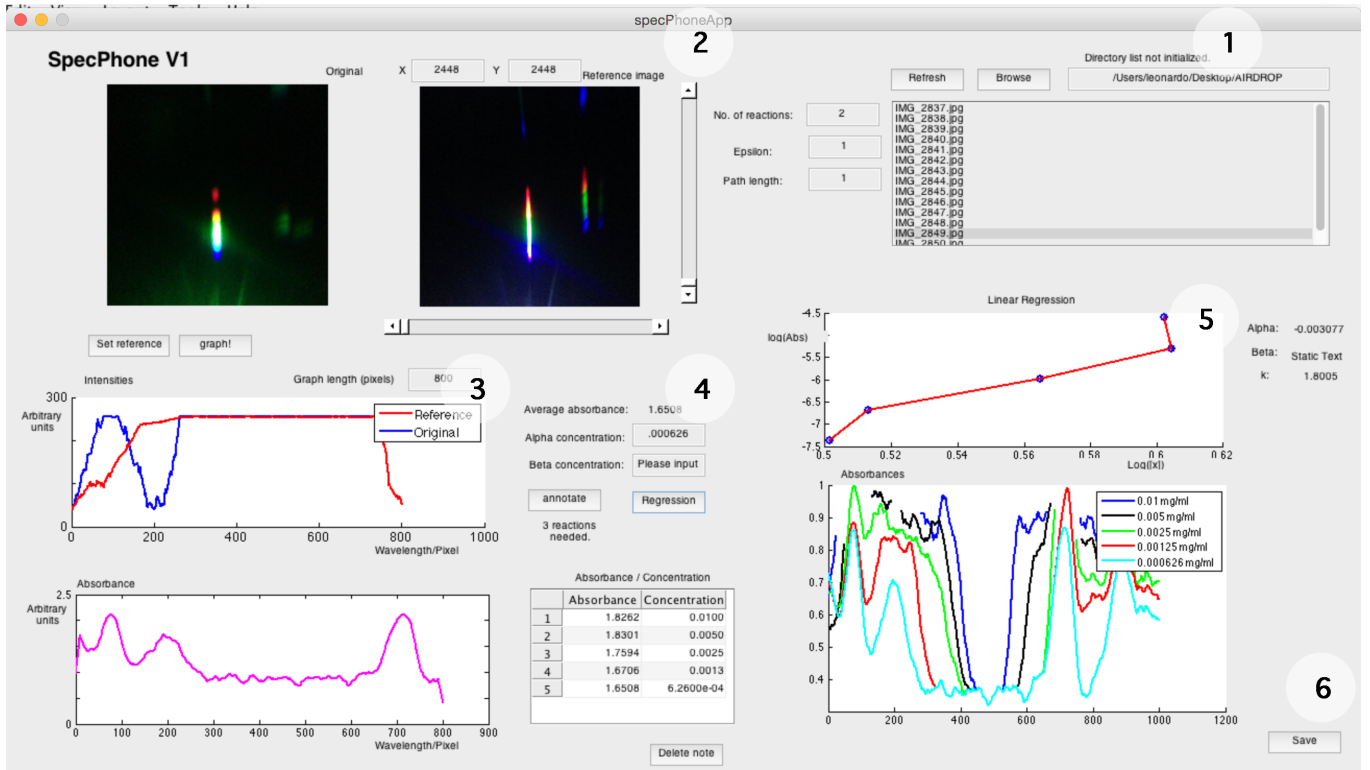 specPhoneApp
SpecPhone V1
Original
X
2448
Y
2448
Reference image
2
1
Directory list not initialized.
Refresh
Browse
/Users/leonardo/Desktop/AIRDROP
No. of reactions:
2
Epsilon:
1
Path length:
1
IMG_2837.jpg
IMG_2838.jpg
IMG_2839.jpg
IMG_2840.jpg
IMG_2841.jpg
IMG_2842.jpg
IMG_2843.jpg
IMG_2844.jpg
IMG_2845.jpg
IMG_2846.jpg
IMG_2847.jpg
IMG_2848.jpg
IMG_2849.jpg
IMG_2850.jpg
Set reference
graph!
Intensities
Graph length (pixels)
800
3
300
Arbitrary
units
0
Reference
Original
0
200
400
600
800
1000
Wavelength/Pixel
4
Average absorbance:
1.6508
Alpha concentration:
.000626
Beta concentration:
Please input
annotate
Regression
3 reactions
needed.
Linear Regression
log(Abs)
-4.5
-5.5
-6
-6.5
-7
-7.5
0.5
0.52
0.54
0.56
0.58
0.6
0.62
Log([x])
5
Alpha:
-0.003077
Beta:
Static Text
k:
1.8005
Absorbance
2.5
Arbitrary
units
0
0
100
200
300
400
500
600
700
800
900
Wavelength/Pixel
Absorbance / Concentration
Absorbance
Concentration
1
1.8262
0.0100
2
1.8301
0.0050
3
1.7594
0.0025
4
1.6706
0.0013
5
1.6508
6.2600e-04
Delete note
Absorbances
1
0.9
0.8
0.7
0.6
0.5
0.4
0.01 mg/ml
0.005 mg/ml
0.0025 mg/ml
0.00125 mg/ml
0.000626 mg/ml
0
200
400
600
800
1000
1200
6
Save